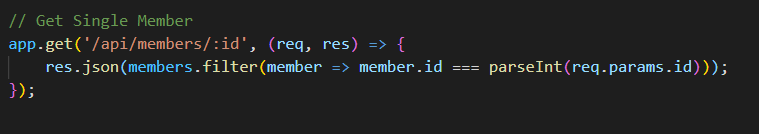 // Get Single Member
app.get('/api/members/:id', (req, res) => {
    res.json(members.filter(member => member.id === parseInt(req.params.id)));
});